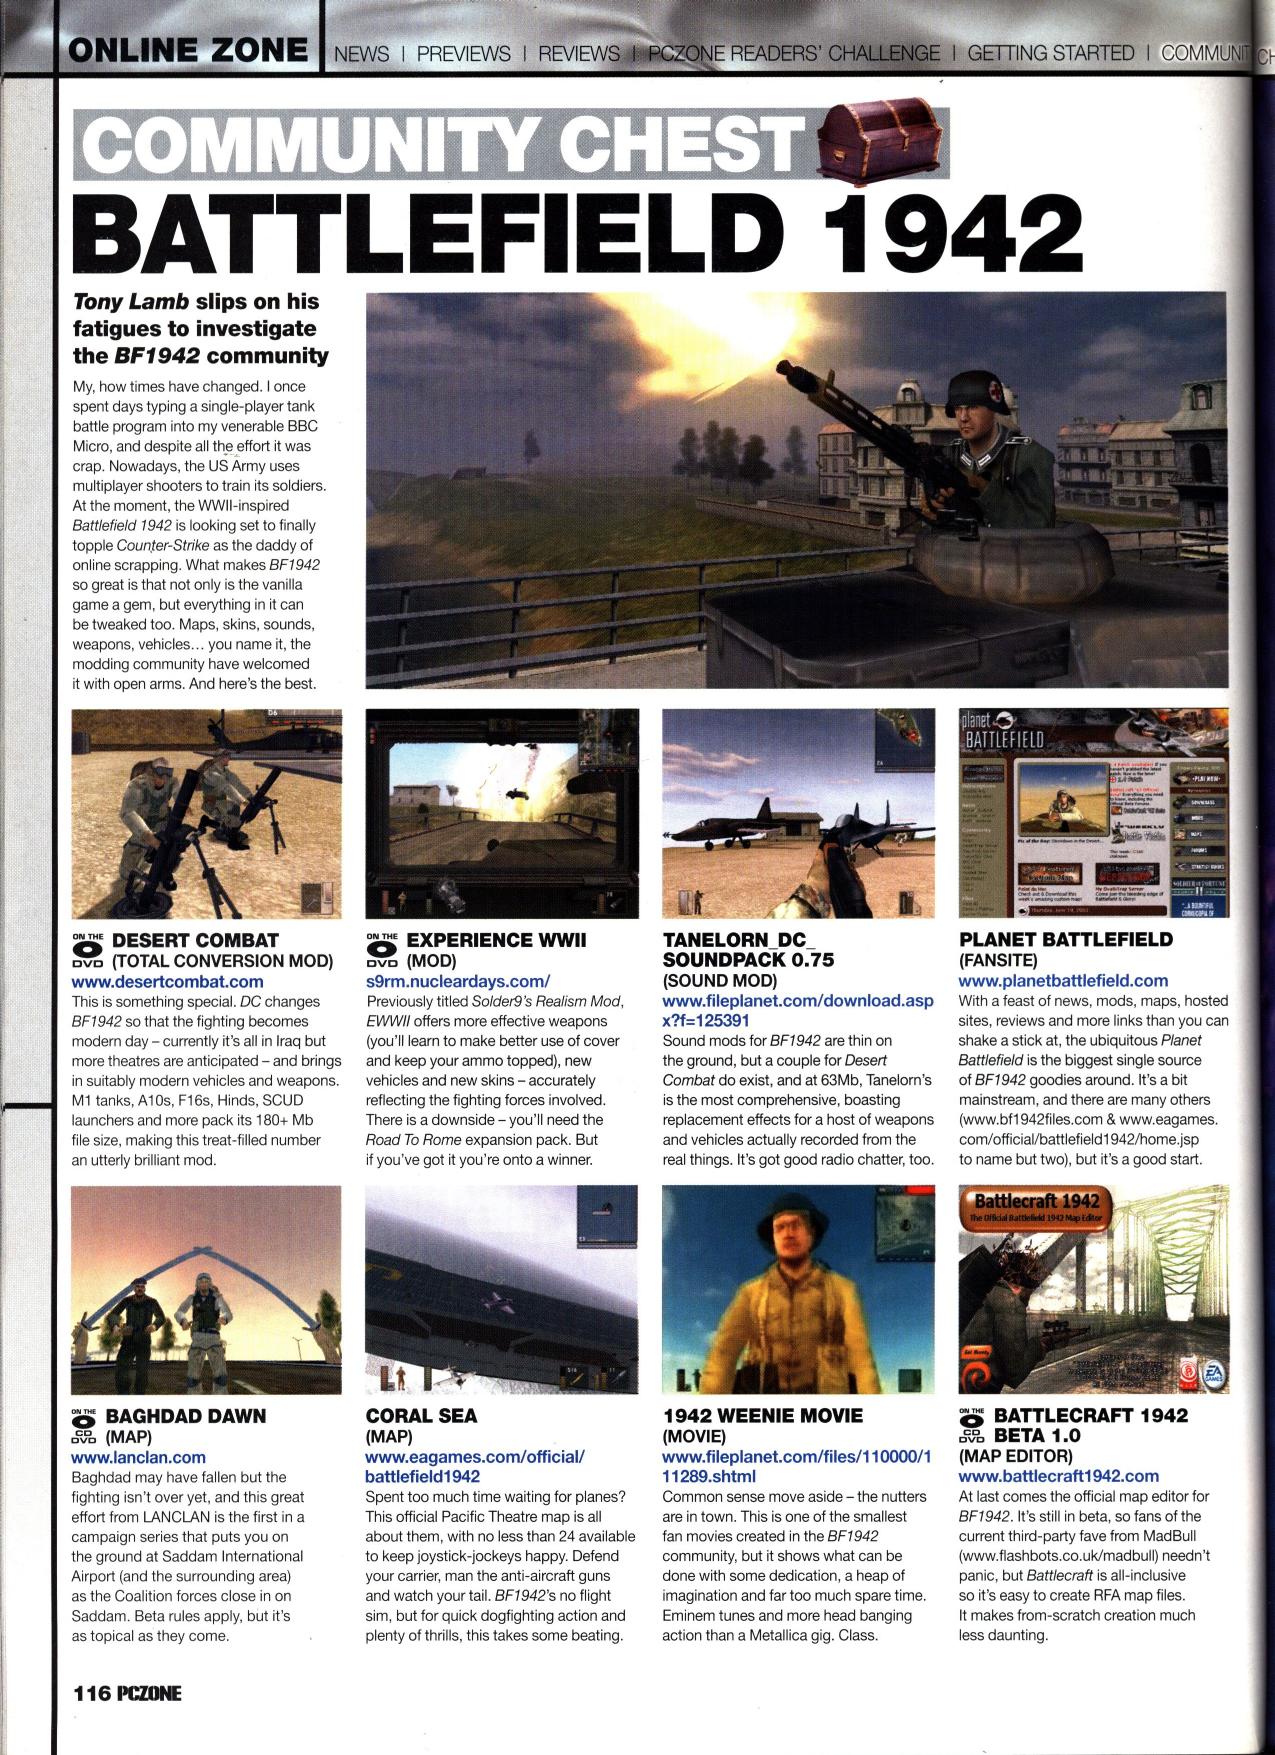 ONLINE ZONE
NEWS | PREVIEWS | REVIEWS | PCZONE READERS' CHALLENGE | GETTING STARTED | COMMUNIT
COMMUNITY CHEST
BATTLEFIELD 1942
Tony Lamb slips on his
fatigues to investigate
the BF1942 community
My, how times have changed. I once
spent days typing a single-player tank
battle program into my venerable BBC
Micro, and despite all the effort it was
crap. Nowadays, the US Army uses
multiplayer shooters to train its soldiers.
At the moment, the WWII-inspired
Battlefield 1942 is looking set to finally
topple Counter-Strike as the daddy of
online scrapping. What makes BF1942
so great is that not only is the vanilla
game a gem, but everything in it can
be tweaked too. Maps, skins, sounds,
weapons, vehicles... you name it, the
modding community have welcomed
it with open arms. And here's the best.
ON THE DVD
DESERT COMBAT
(TOTAL CONVERSION MOD)
www.desertcombat.com
This is something special. DC changes
BF1942 so that the fighting becomes
modern day – currently it's all in Iraq but
more theatres are anticipated – and brings
in suitably modern vehicles and weapons.
M1 tanks, A10s, F16s, Hinds, SCUD
launchers and more pack its 180+ Mb
file size, making this treat-filled number
an utterly brilliant mod.
ON THE DVD
EXPERIENCE WWII
(MOD)
s9rm.nucleardays.com/
Previously titled Solder9's Realism Mod,
EWWII offers more effective weapons
(you'll learn to make better use of cover
and keep your ammo topped), new
vehicles and new skins – accurately
reflecting the fighting forces involved.
There is a downside – you'll need the
Road To Rome expansion pack. But
if you've got it you're onto a winner.
TANELORN_DC_
SOUNDPACK 0.75
(SOUND MOD)
www.fileplanet.com/download.asp
x?f=125391
Sound mods for BF1942 are thin on
the ground, but a couple for Desert
Combat do exist, and at 63Mb, Tanelorn's
is the most comprehensive, boasting
replacement effects for a host of weapons
and vehicles actually recorded from the
real things. It's got good radio chatter, too.
planet
BATTLEFIELD
PLANET BATTLEFIELD
(FANSITE)
www.planetbattlefield.com
With a feast of news, mods, maps, hosted
sites, reviews and more links than you can
shake a stick at, the ubiquitous Planet
Battlefield is the biggest single source
of BF1942 goodies around. It's a bit
mainstream, and there are many others
(www.bf1942files.com & www.eagames.
com/official/battlefield1942/home.jsp
to name but two), but it's a good start.
ON THE CD DVD
BAGHDAD DAWN
(MAP)
www.lanclan.com
Baghdad may have fallen but the
fighting isn't over yet, and this great
effort from LANCLAN is the first in a
campaign series that puts you on
the ground at Saddam International
Airport (and the surrounding area)
as the Coalition forces close in on
Saddam. Beta rules apply, but it's
as topical as they come.
CORAL SEA
(MAP)
www.eagames.com/official/
battlefield1942
Spent too much time waiting for planes?
This official Pacific Theatre map is all
about them, with no less than 24 available
to keep joystick-jockeys happy. Defend
your carrier, man the anti-aircraft guns
and watch your tail. BF1942's no flight
sim, but for quick dogfighting action and
plenty of thrills, this takes some beating.
1942 WEENIE MOVIE
(MOVIE)
www.fileplanet.com/files/110000/1
11289.shtml
Common sense move aside – the nutters
are in town. This is one of the smallest
fan movies created in the BF1942
community, but it shows what can be
done with some dedication, a heap of
imagination and far too much spare time.
Eminem tunes and more head banging
action than a Metallica gig. Class.
Battlecraft 1942
The Official Battlefield 1942 Map Editor
EA GAMES
ON THE CD DVD
BATTLECRAFT 1942
BETA 1.0
(MAP EDITOR)
www.battlecraft1942.com
At last comes the official map editor for
BF1942. It's still in beta, so fans of the
current third-party fave from MadBull
(www.flashbots.co.uk/madbull) needn't
panic, but Battlecraft is all-inclusive
so it's easy to create RFA map files.
It makes from-scratch creation much
less daunting.
116 PCZONE